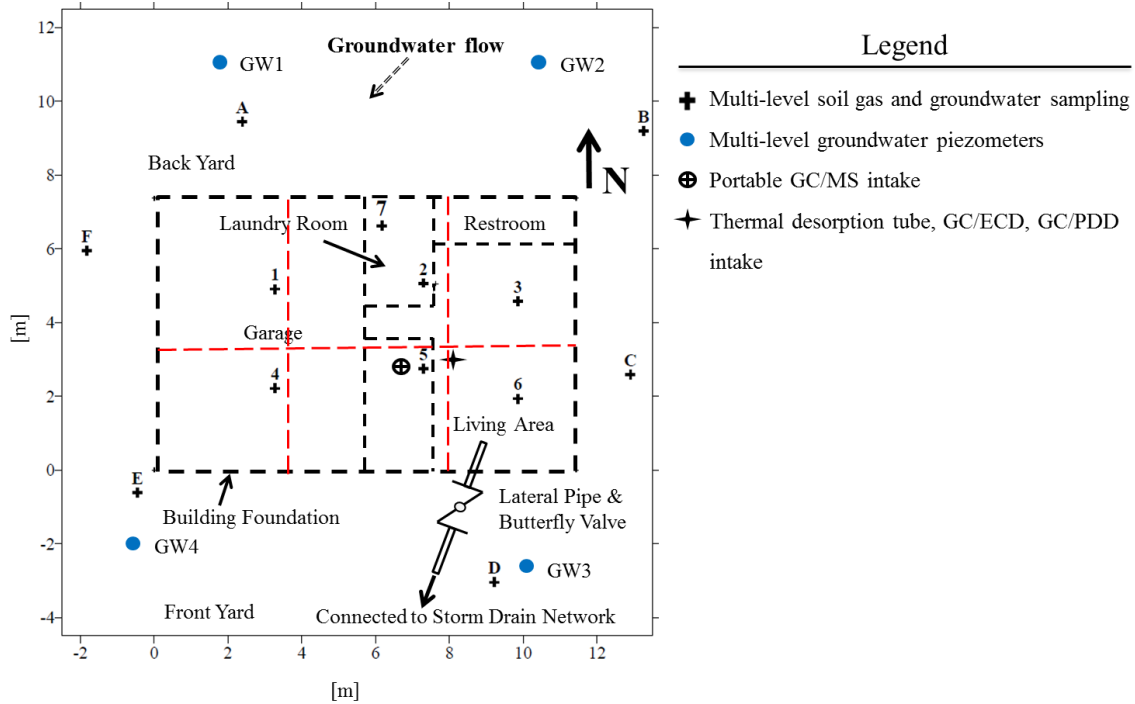 12
10
8
6
4
2
0
-2
-4
[m]
Groundwater flow
GW1
GW2
A
B
Back Yard
N
F
7
Laundry Room
Restroom
1
2
3
Garage
4
5
6
C
Living Area
E
Building Foundation
Lateral Pipe &
Butterfly Valve
GW4
D
GW3
Front Yard
Connected to Storm Drain Network
-2 0 2 4 6 8 10 12
[m]
Legend
Multi-level soil gas and groundwater sampling
Multi-level groundwater piezometers
Portable GC/MS intake
Thermal desorption tube, GC/ECD, GC/PDD
intake